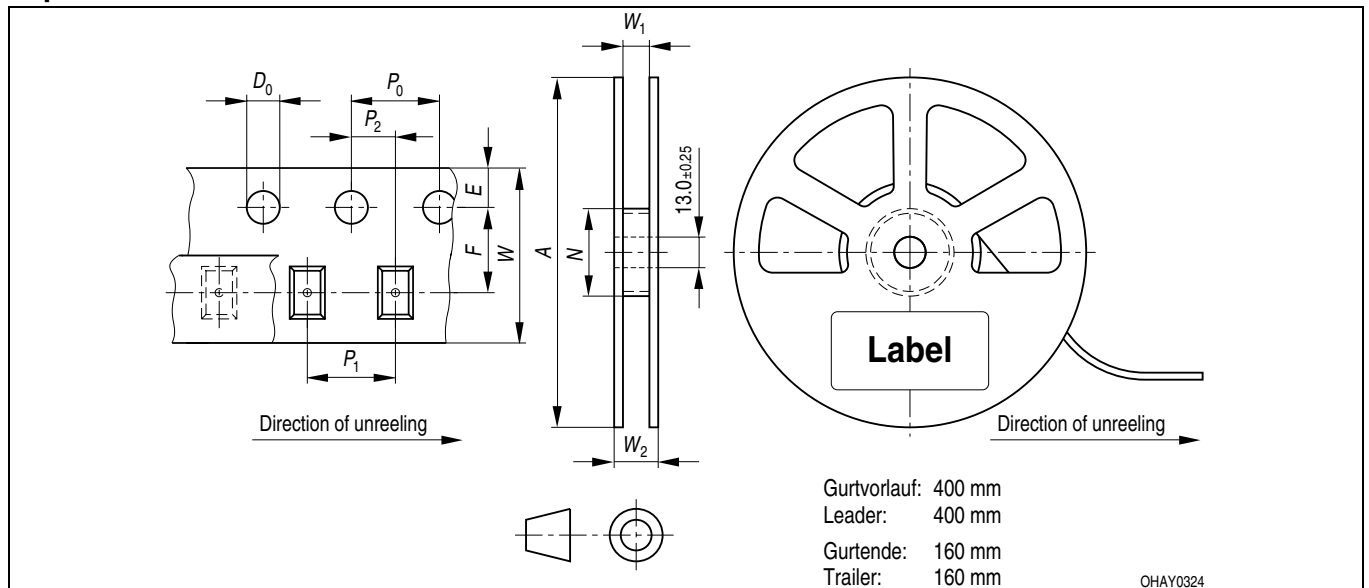 W1
D0
P0
P2
E
F
W
A
N
13.0±0.25
P1
W2
Label
Direction of unreeling
Direction of unreeling
Gurtvorlauf: 400 mm
Leader: 400 mm
Gurtende: 160 mm
Trailer: 160 mm
OHAY0324